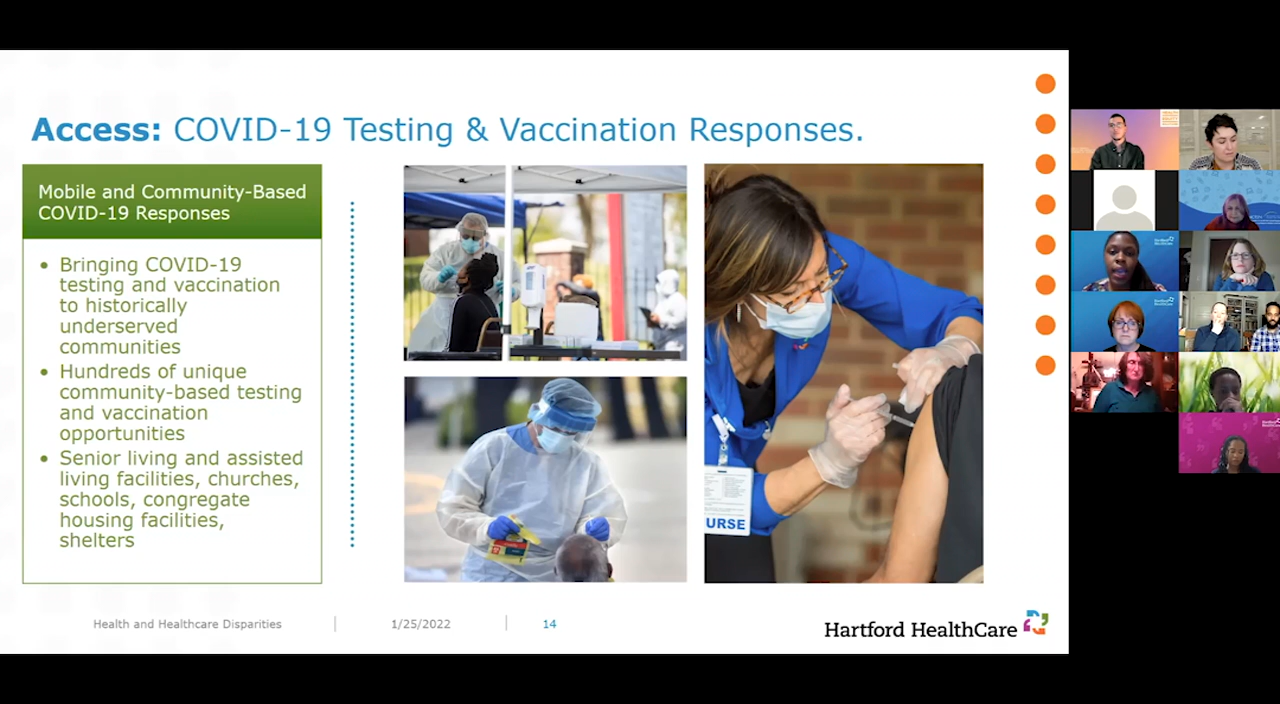 Access: COVID-19 Testing & Vaccination Responses.
Mobile and Community-Based
COVID-19 Responses
• Bringing COVID-19
testing and vaccination
to historically
underserved
communities
• Hundreds of unique
community-based testing
and vaccination
opportunities
• Senior living and assisted
living facilities, churches,
schools, congregate
housing facilities,
shelters
URSE
Health and Healthcare Disparities
1/25/2022
14
Hartford HealthCare